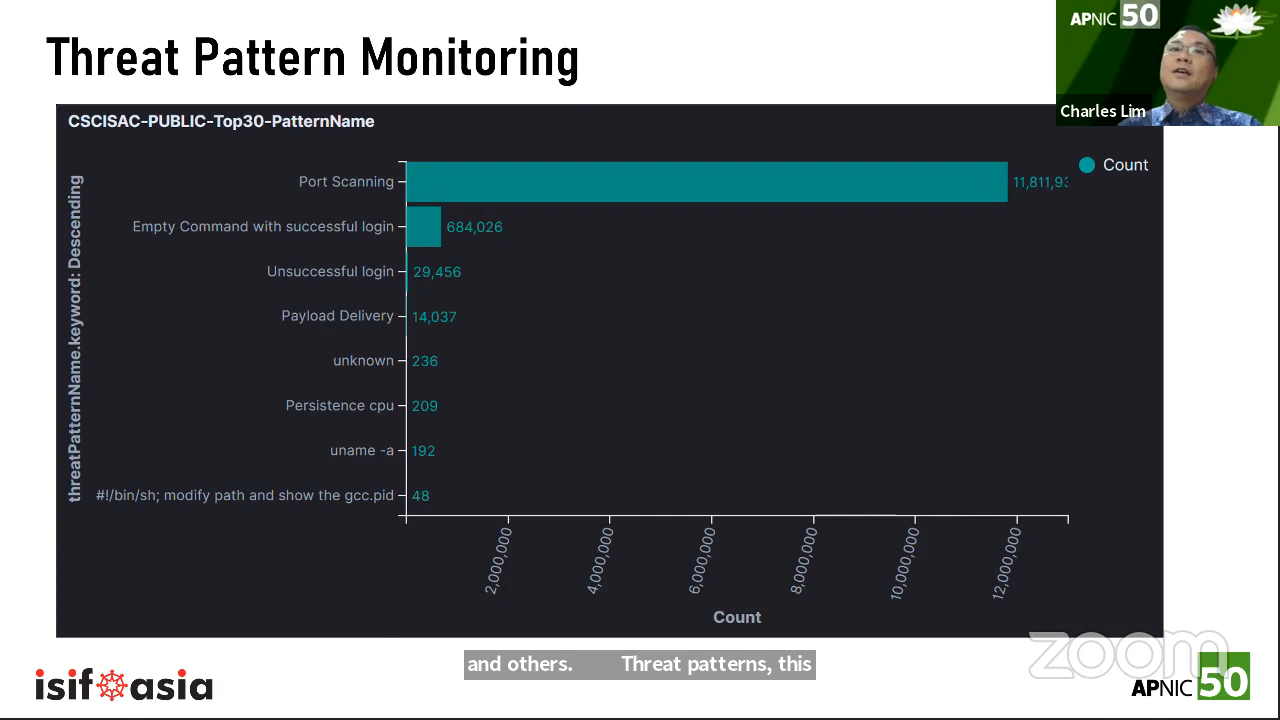 Threat Pattern Monitoring
APNIC 50
Charles Lim
CSCISAC-PUBLIC-Top30-PatternName
Count
threatPatternName.keyword: Descending
Port Scanning
11,811,93
Empty Command with successful login
684,026
Unsuccessful login
29,456
Payload Delivery
14,037
unknown
236
Persistence cpu
209
uname -a
192
#!/bin/sh; modify path and show the gcc.pid
48
2,000,000
4,000,000
6,000,000
8,000,000
10,000,000
12,000,000
Count
and others. Threat patterns, this
zoom
isif asia
APNIC 50